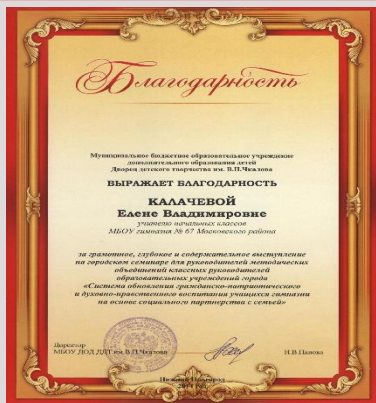 Благодарность
Муниципальное бюджетное образовательное учреждение
дополнительного образования детей
Дворец детского творчества им. В.П.Чкалова
ВЫРАЖАЕТ БЛАГОДАРНОСТЬ
КАЛАЧЕВОЙ
Елене Владимировне
учителю начальных классов
МБОУ гимназия № 67 Московского района
за грамотное, глубокое и содержательное выступление
на городском семинаре для руководителей методических
объединений классных руководителей
образовательных учреждений города
«Система обновления гражданско-патриотического
и духовно-нравственного воспитания учащихся гимназии
на основе социального партнерства с семьей»
Директор
МБОУ ДОД ДДТ им.В.П.Чкалова
Н.В.Панова
Нижний Новгород